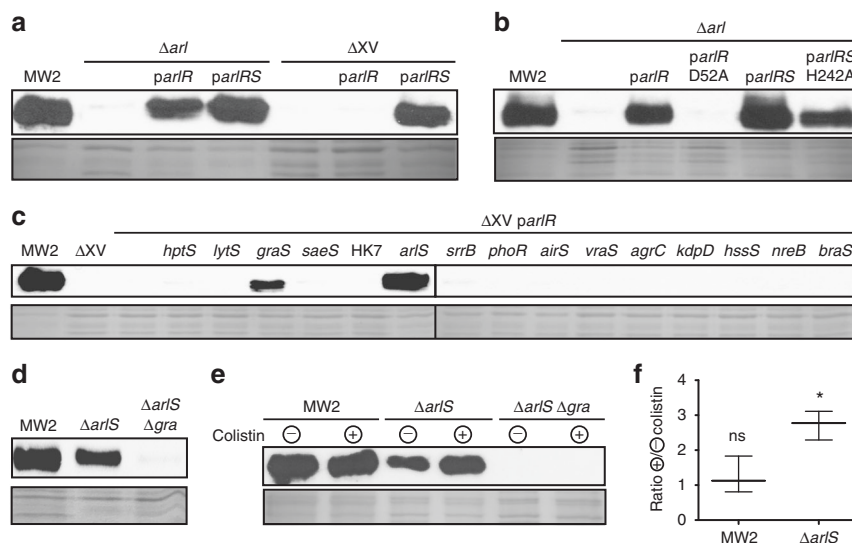 a
Δarl ΔXV
MW2 parlR parlRS parlR parlRS
b
Δarl
MW2 parlR parlR D52A parlRS parlRS H242A
c
ΔXV parlR
MW2 ΔXV hptS lytS graS saeS HK7 arlS srrB phoR airS vraS agrC kdpD hssS nreB braS
d
MW2 ΔarlS ΔarlS Δgra
e
MW2 ΔarlS ΔarlS Δgra
Colistin − + − + − +
f
Ratio ⊕/⊖ colistin
4
3
2
1
0
ns
*
MW2 ΔarlS